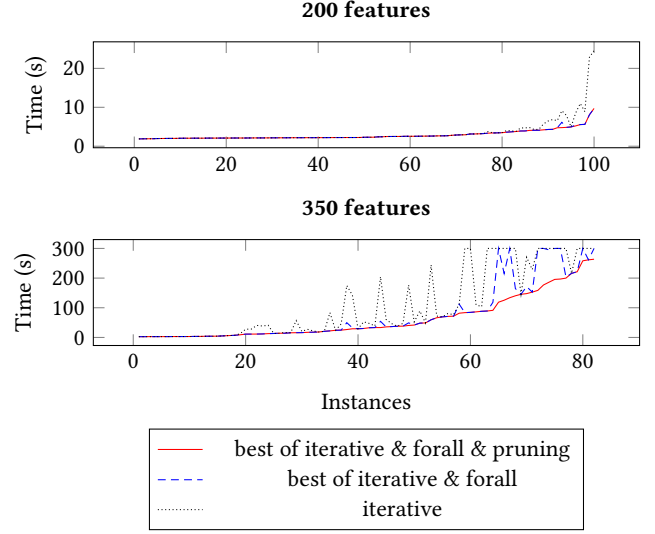 200 features
Time (s)
20
10
0
0 20 40 60 80 100
350 features
Time (s)
300
200
100
0
0 20 40 60 80
Instances
best of iterative & forall & pruning
best of iterative & forall
iterative